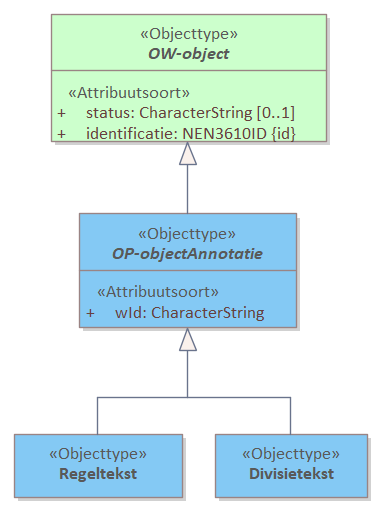 «Objecttype»
OW-object
«Attribuutsoort»
+ status: CharacterString [0..1]
+ identificatie: NEN3610ID {id}
«Objecttype»
OP-objectAnnotatie
«Attribuutsoort»
+ wId: CharacterString
«Objecttype»
Regeltekst
«Objecttype»
Divisietekst